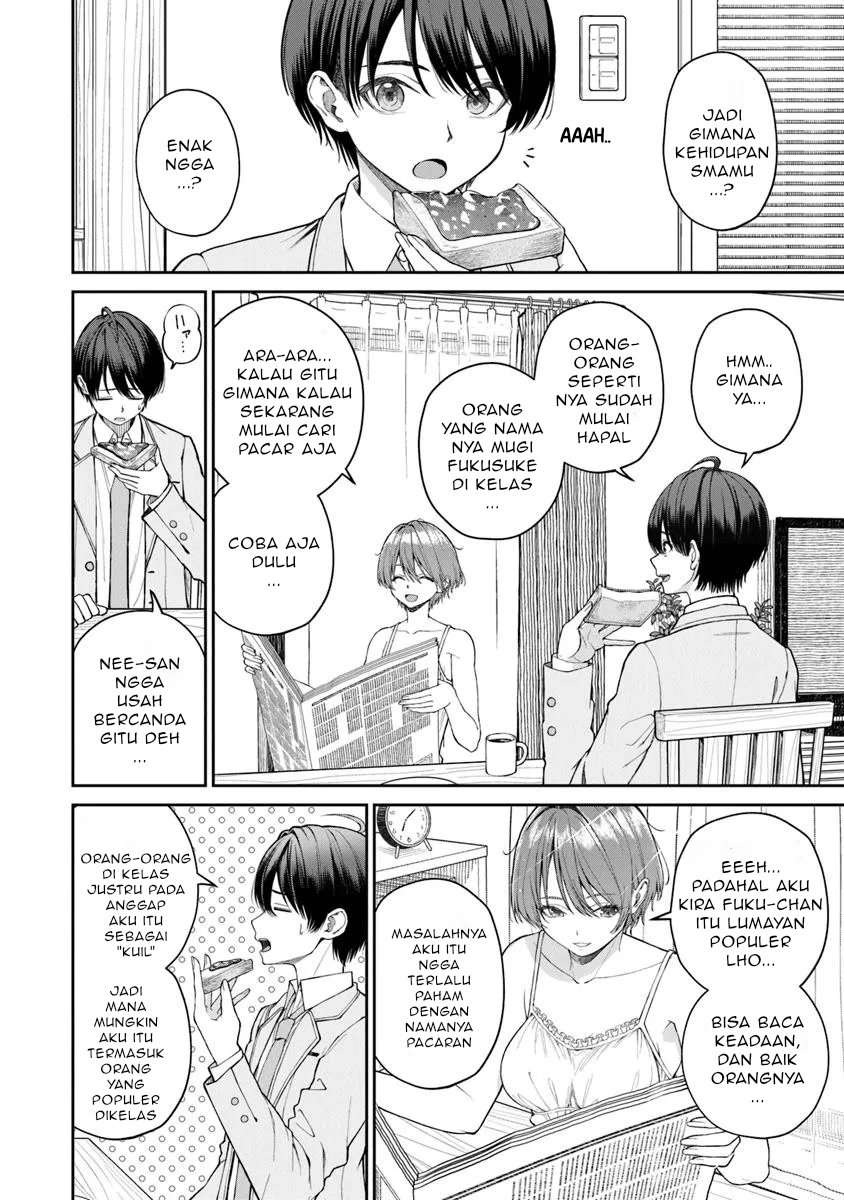 JADI
GIMANA
KEHIDUPAN
SMAMU
...?
AAAH..
ENAK
NGGA
...?
HMM..
GIMANA
YA...
ORANG-
ORANG
SEPERTI
NYA SUDAH
MULAI
HAPAL
ORANG
YANG NAMA
NYA MUGI
FUKUSUKE
DI KELAS
...
ARA-ARA...
KALAU GITU
GIMANA KALAU
SEKARANG
MULAI CARI
PACAR AJA
COBA AJA
DULU
...
NEE-SAN
NGGA
USAH
BERCANDA
GITU DEH
...
EEEH...
PADAHAL AKU
KIRA FUKU-CHAN
ITU LUMAYAN
POPULER
LHO...
BISA BACA
KEADAAN,
DAN BAIK
ORANGNYA
...
MASALAHNYA
AKU ITU
NGGA
TERLALU
PAHAM
DENGAN
NAMANYA
PACARAN
ORANG-ORANG
DI KELAS
JUSTRU PADA
ANGGAP
AKU ITU
SEBAGAI
"KUIL"
JADI
MANA
MUNGKIN
AKU ITU
TERMASUK
ORANG
YANG
POPULER
DIKELAS